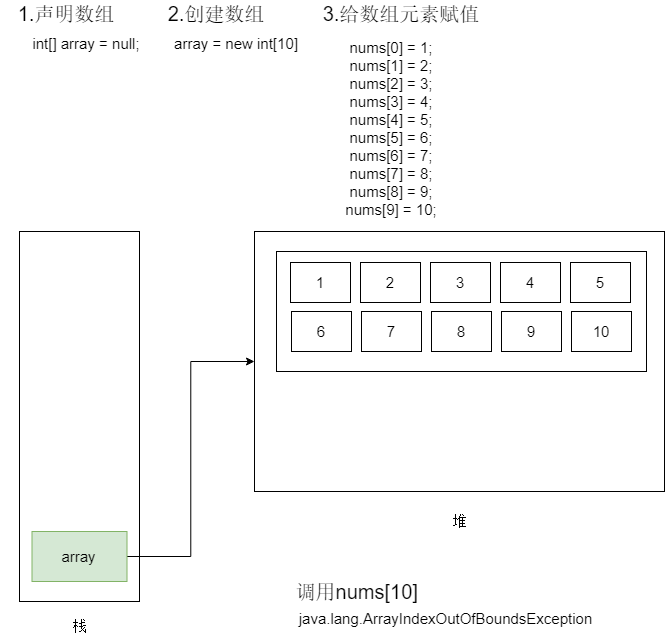 1.声明数组
int[] array = null;
2.创建数组
array = new int[10]
3.给数组元素赋值
nums[0] = 1;
nums[1] = 2;
nums[2] = 3;
nums[3] = 4;
nums[4] = 5;
nums[5] = 6;
nums[6] = 7;
nums[7] = 8;
nums[8] = 9;
nums[9] = 10;
1 2 3 4 5
6 7 8 9 10
堆
array
栈
调用nums[10]
java.lang.ArrayIndexOutOfBoundsException